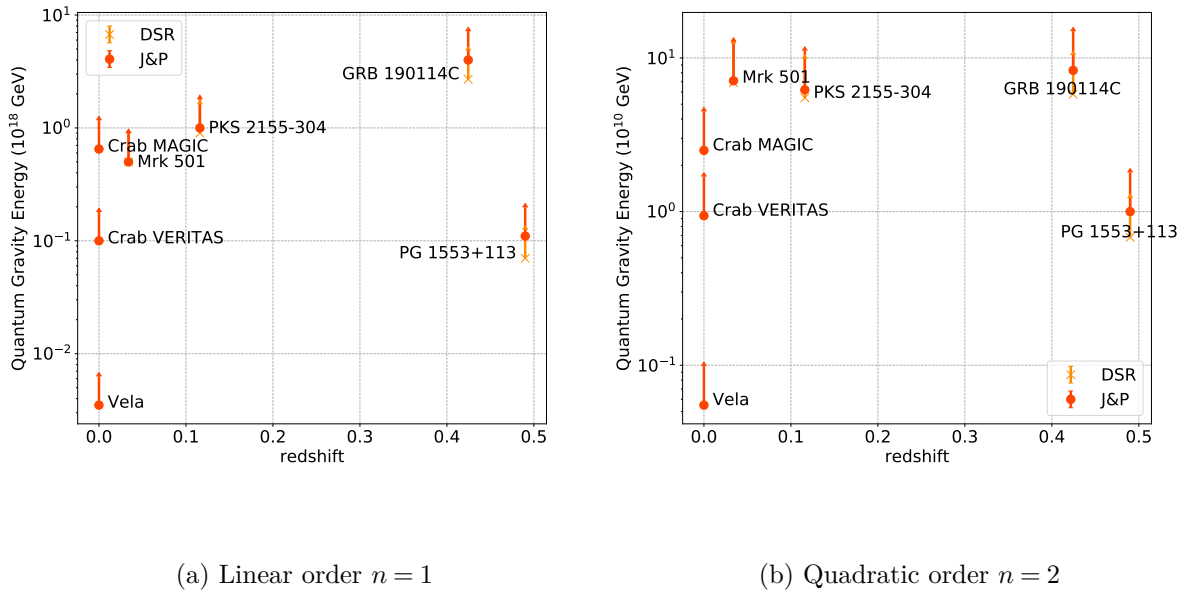 DSR
J&P
Quantum Gravity Energy (10^18 GeV)
10^1
10^0
10^-1
10^-2
GRB 190114C
PKS 2155-304
Crab MAGIC
Mrk 501
Crab VERITAS
PG 1553+113
Vela
0.0 0.1 0.2 0.3 0.4 0.5
redshift
(a) Linear order n = 1
Quantum Gravity Energy (10^10 GeV)
10^1
10^0
10^-1
Mrk 501
GRB 190114C
PKS 2155-304
Crab MAGIC
Crab VERITAS
PG 1553+113
Vela
DSR
J&P
0.0 0.1 0.2 0.3 0.4 0.5
redshift
(b) Quadratic order n = 2